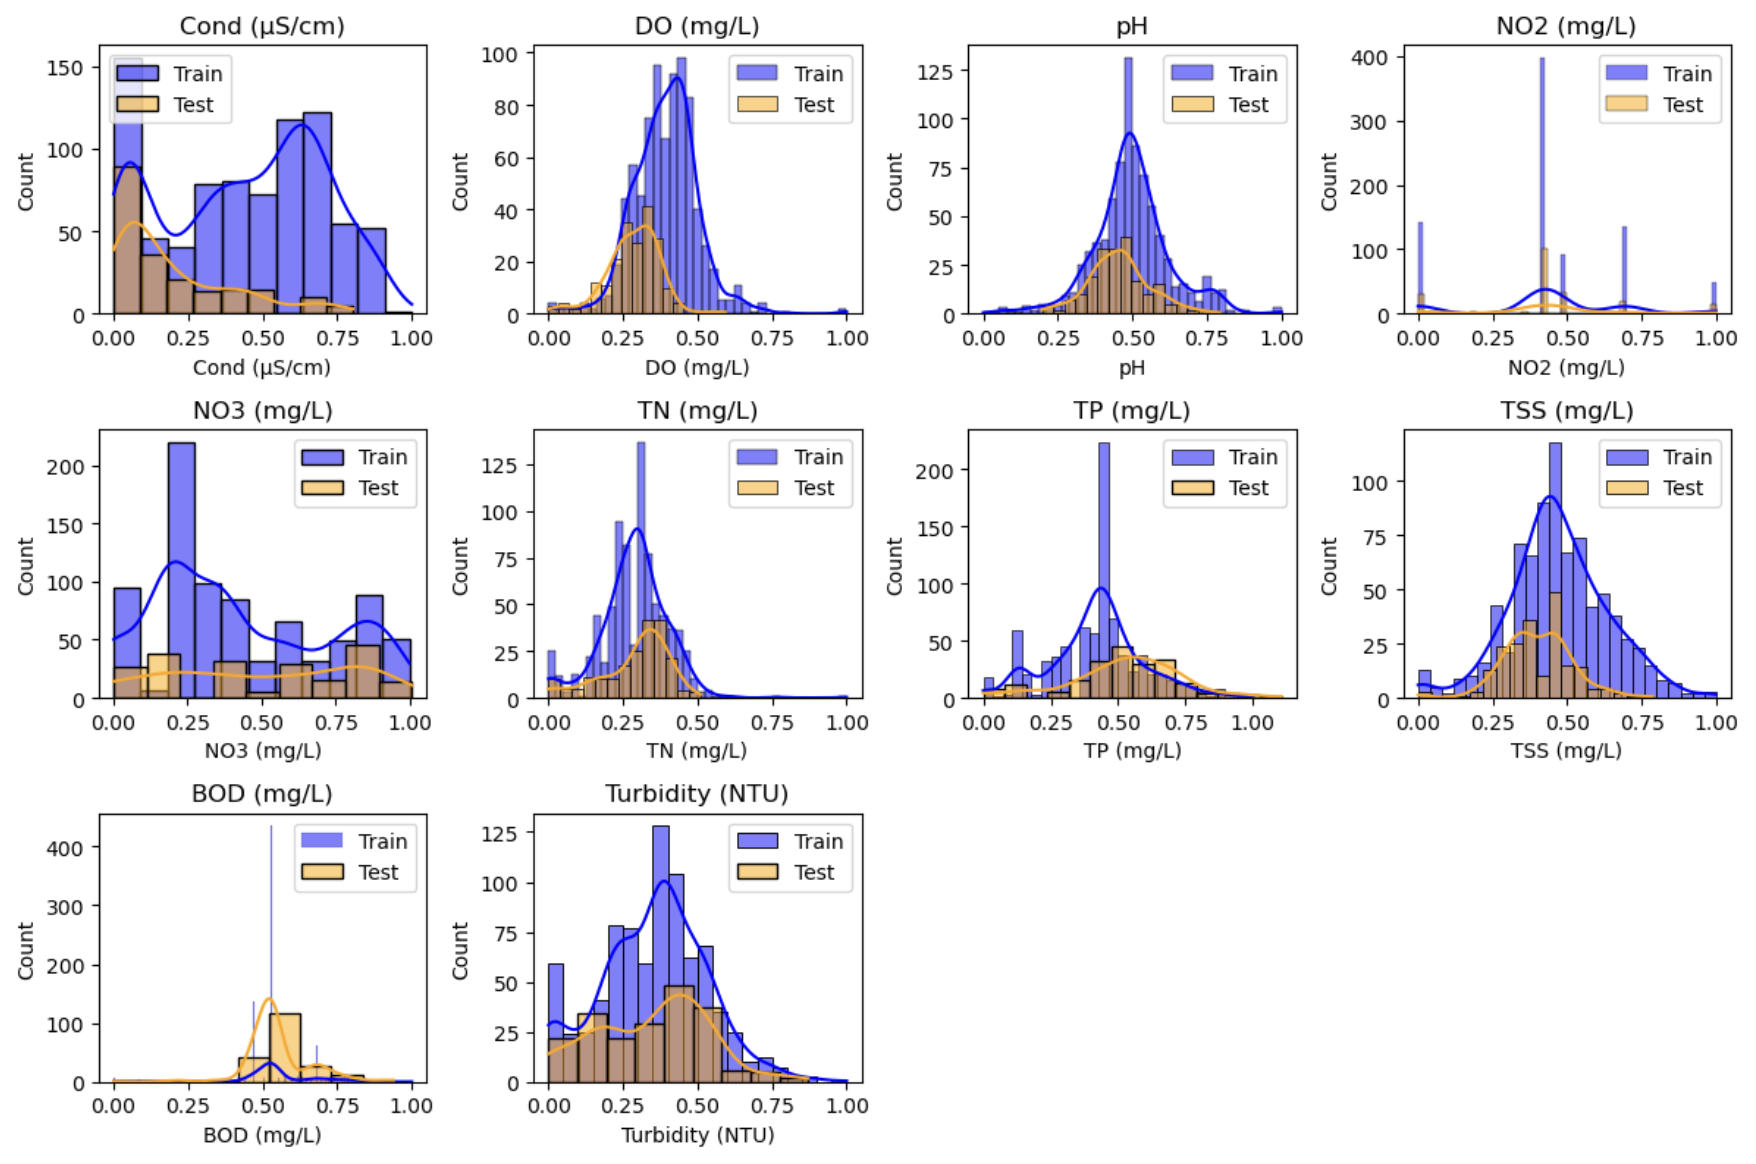 Cond (µS/cm)
Count
150
100
50
0
Train
Test
0.00 0.25 0.50 0.75 1.00
Cond (µS/cm)
DO (mg/L)
Count
100
80
60
40
20
0
Train
Test
0.00 0.25 0.50 0.75 1.00
DO (mg/L)
pH
Count
125
100
75
50
25
0
Train
Test
0.00 0.25 0.50 0.75 1.00
pH
NO2 (mg/L)
Count
400
300
200
100
0
Train
Test
0.00 0.25 0.50 0.75 1.00
NO2 (mg/L)
NO3 (mg/L)
Count
200
150
100
50
0
Train
Test
0.00 0.25 0.50 0.75 1.00
NO3 (mg/L)
TN (mg/L)
Count
125
100
75
50
25
0
Train
Test
0.00 0.25 0.50 0.75 1.00
TN (mg/L)
TP (mg/L)
Count
200
150
100
50
0
Train
Test
0.00 0.25 0.50 0.75 1.00
TP (mg/L)
TSS (mg/L)
Count
100
75
50
25
0
Train
Test
0.00 0.25 0.50 0.75 1.00
TSS (mg/L)
BOD (mg/L)
Count
400
300
200
100
0
Train
Test
0.00 0.25 0.50 0.75 1.00
BOD (mg/L)
Turbidity (NTU)
Count
125
100
75
50
25
0
Train
Test
0.00 0.25 0.50 0.75 1.00
Turbidity (NTU)